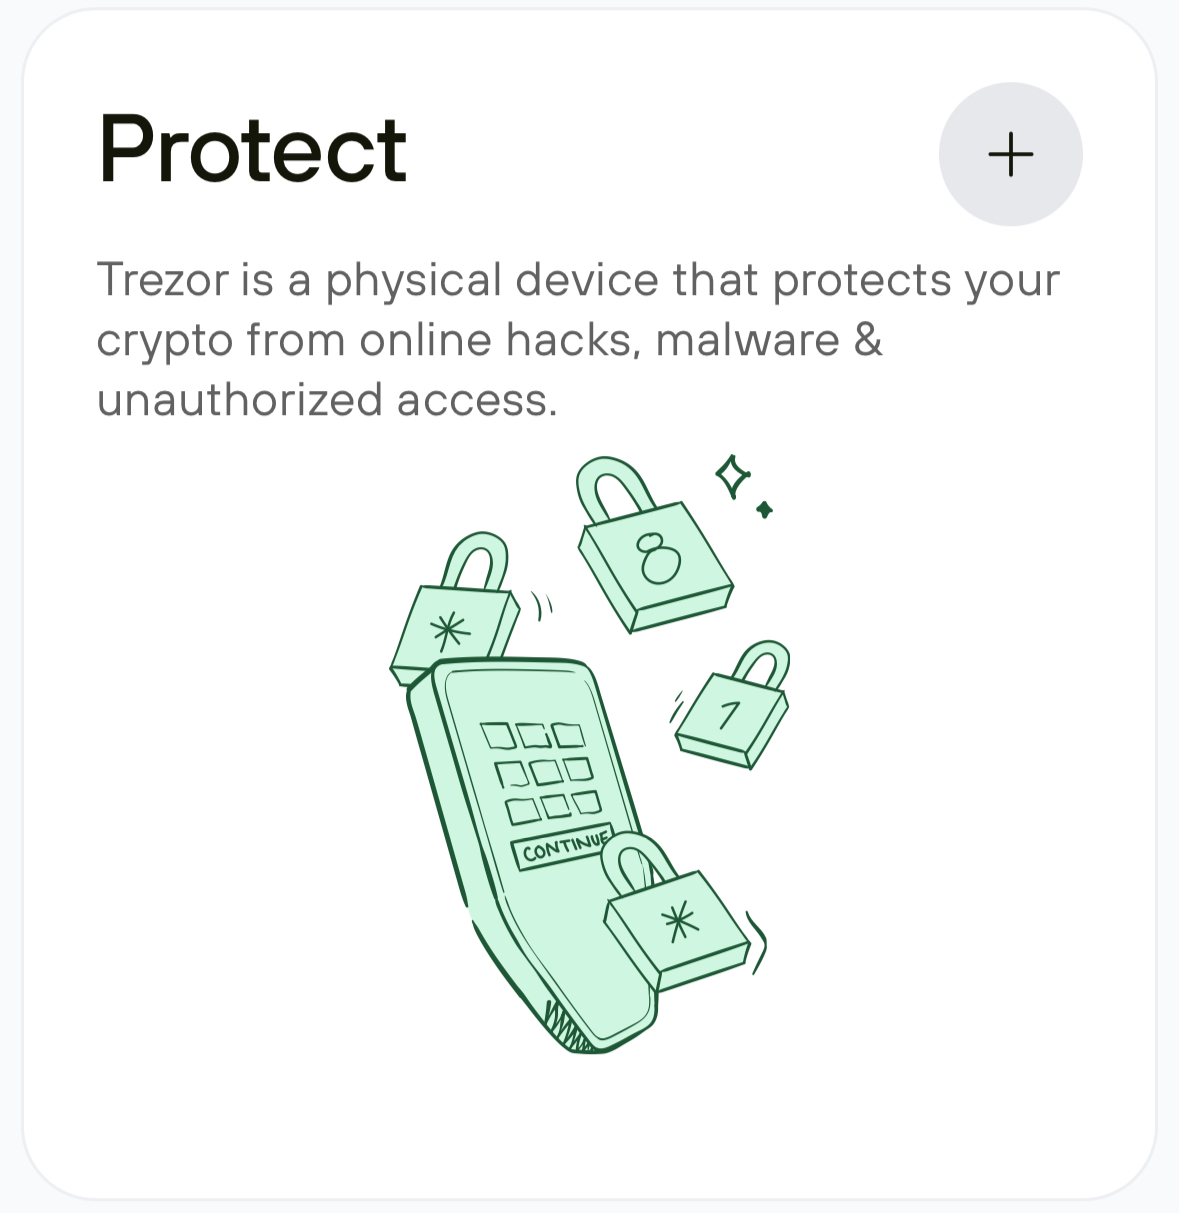 Protect
Trezor is a physical device that protects your
crypto from online hacks, malware &
unauthorized access.
8
*
1
CONTINUE
*